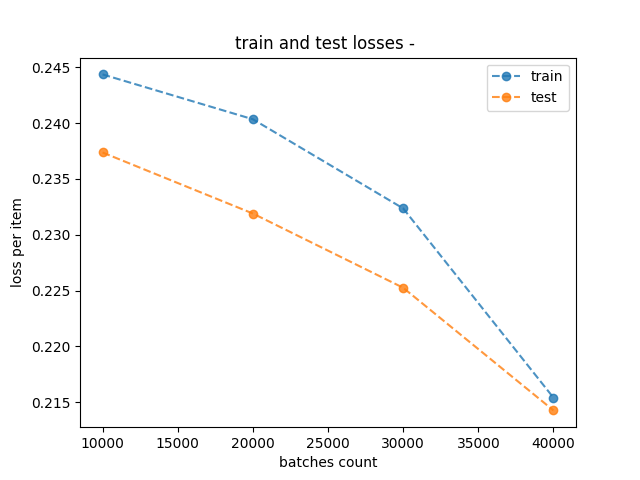 train and test losses -
train
test
loss per item
0.245
0.240
0.235
0.230
0.225
0.220
0.215
10000 15000 20000 25000 30000 35000 40000
batches count